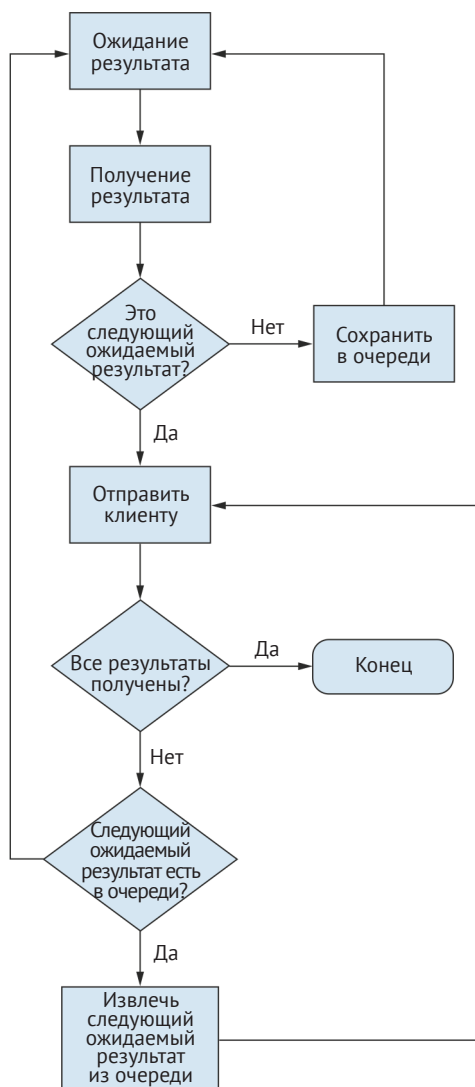 Ожидание
результата
Получение
результата
Это
следующий
ожидаемый
результат?
Нет
Сохранить
в очереди
Да
Отправить
клиенту
Все результаты
получены?
Да
Конец
Нет
Следующий
ожидаемый
результат есть
в очереди?
Да
Извлечь
следующий
ожидаемый
результат
из очереди